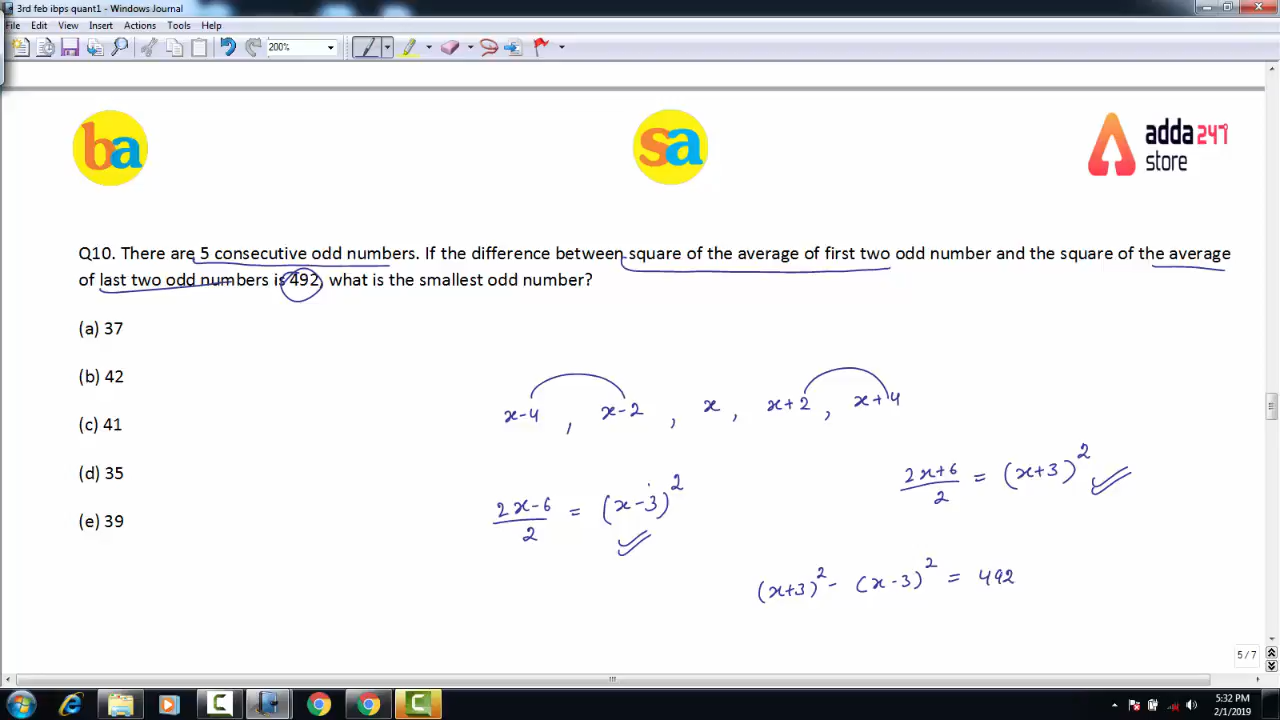 3rd feb ibps quant1 - Windows Journal
File Edit View Insert Actions Tools Help
200%
ba
sa
adda 247
store
Q10. There are 5 consecutive odd numbers. If the difference between square of the average of first two odd number and the square of the average
of last two odd numbers is 492, what is the smallest odd number?
(a) 37
(b) 42
(c) 41
(d) 35
(e) 39
x-4 , x-2 , x , x+2 , x+4
2x-6/2 = (x-3)²
2x+6/2 = (x+3)²
(x+3)² - (x-3)² = 492
5 / 7
5:32 PM
2/1/2019